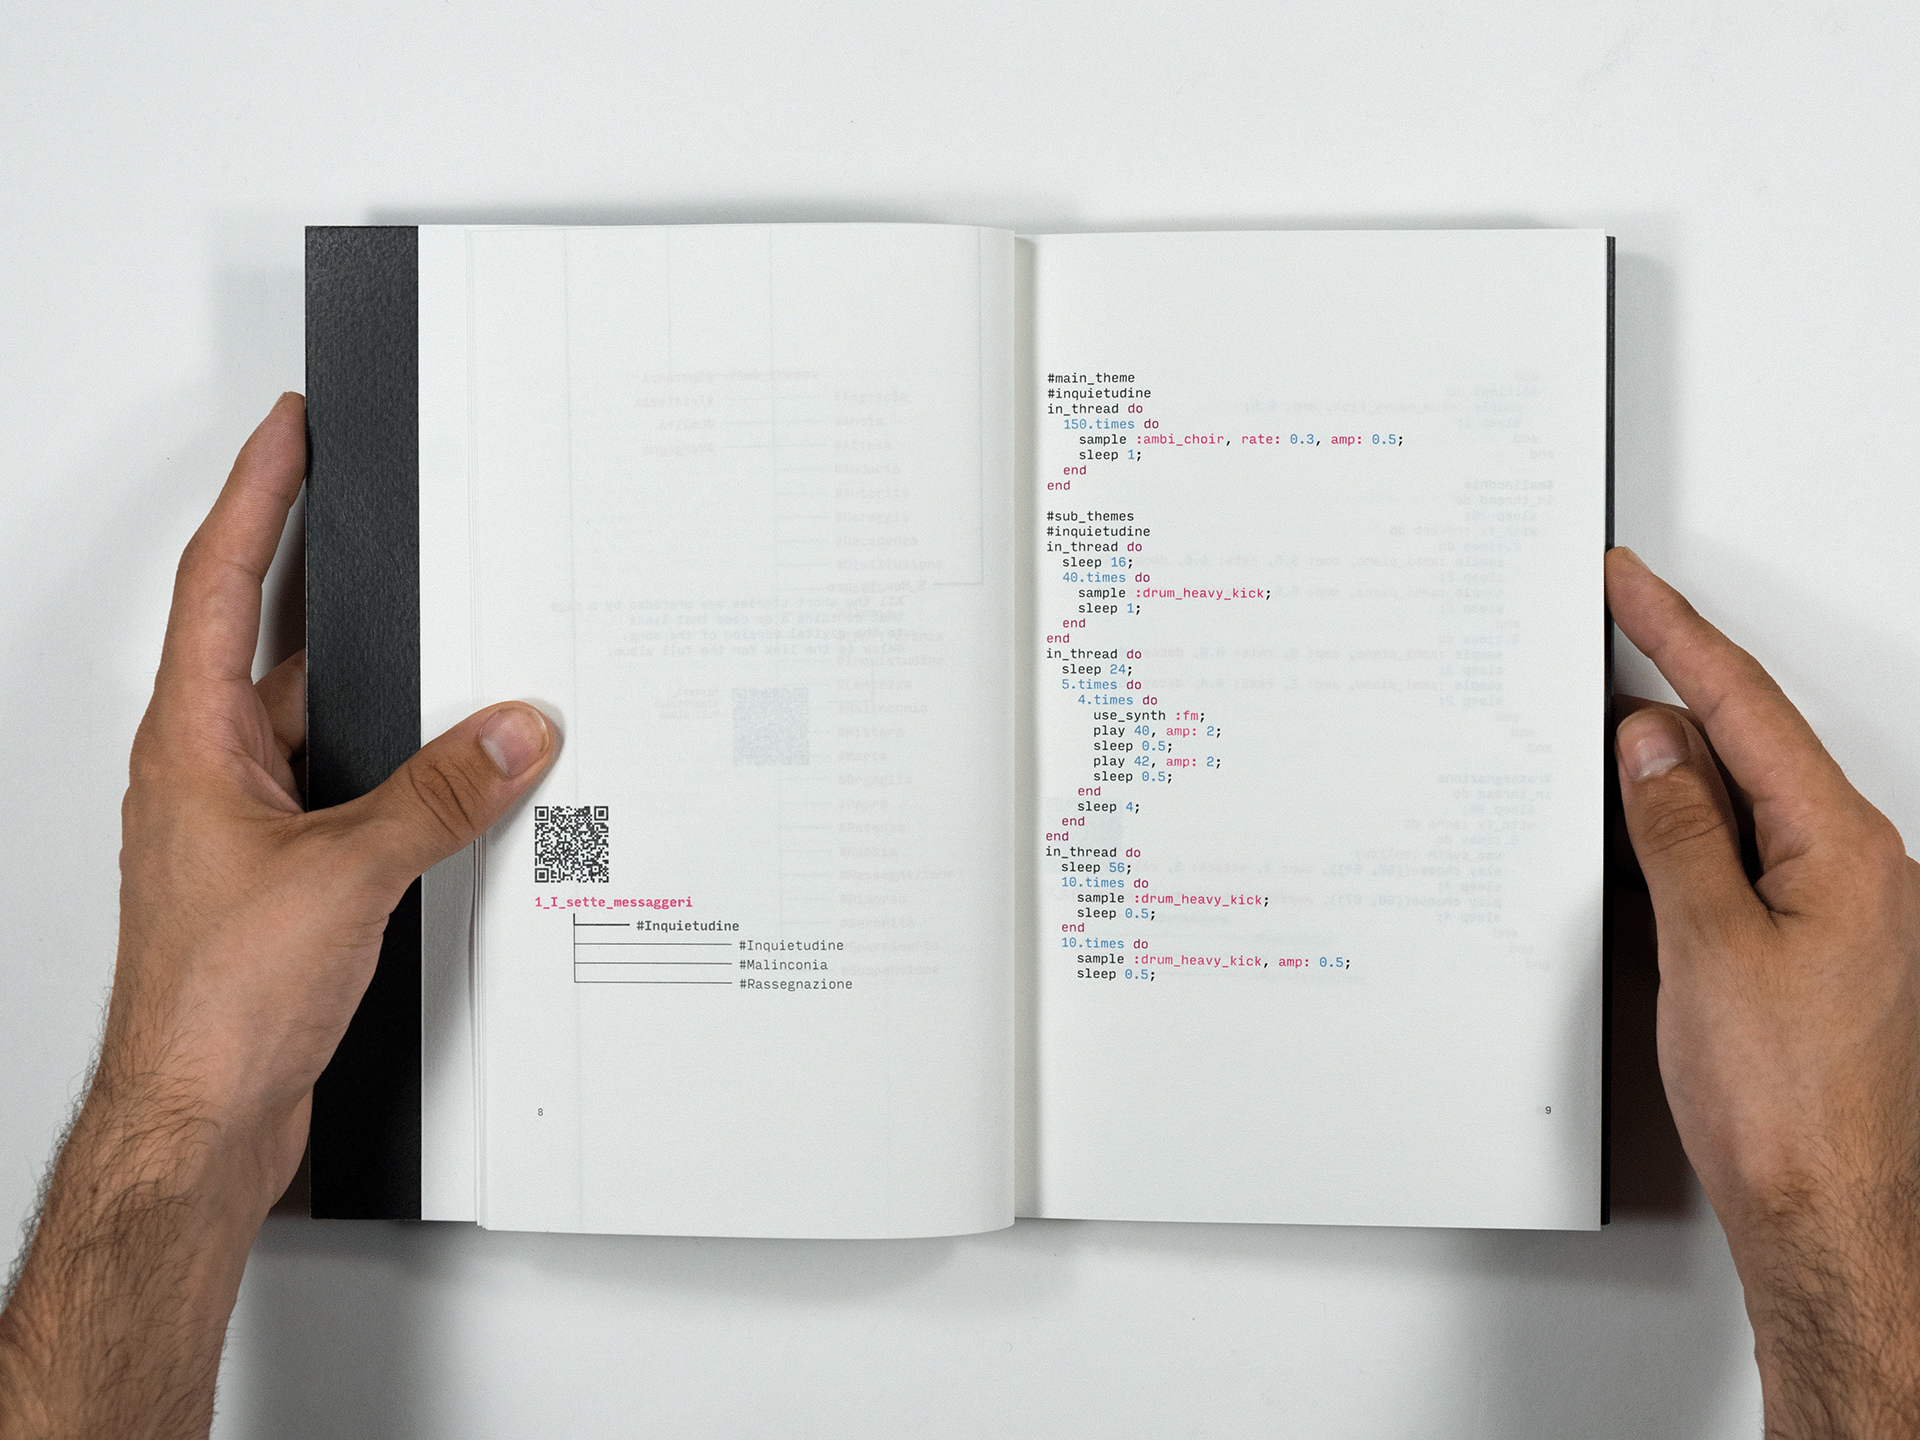 1_I_sette_messaggeri
#Inquietudine
#Inquietudine
#Malinconia
#Rassegnazione
8
#main_theme
#inquietudine
in_thread do
150.times do
sample :ambi_choir, rate: 0.3, amp: 0.5;
sleep 1;
end
end
#sub_themes
#inquietudine
in_thread do
sleep 16;
40.times do
sample :drum_heavy_kick;
sleep 1;
end
end
in_thread do
sleep 24;
5.times do
4.times do
use_synth :fm;
play 40, amp: 2;
sleep 0.5;
play 42, amp: 2;
sleep 0.5;
end
sleep 4;
end
end
in_thread do
sleep 56;
10.times do
sample :drum_heavy_kick;
sleep 0.5;
end
10.times do
sample :drum_heavy_kick, amp: 0.5;
sleep 0.5;
9